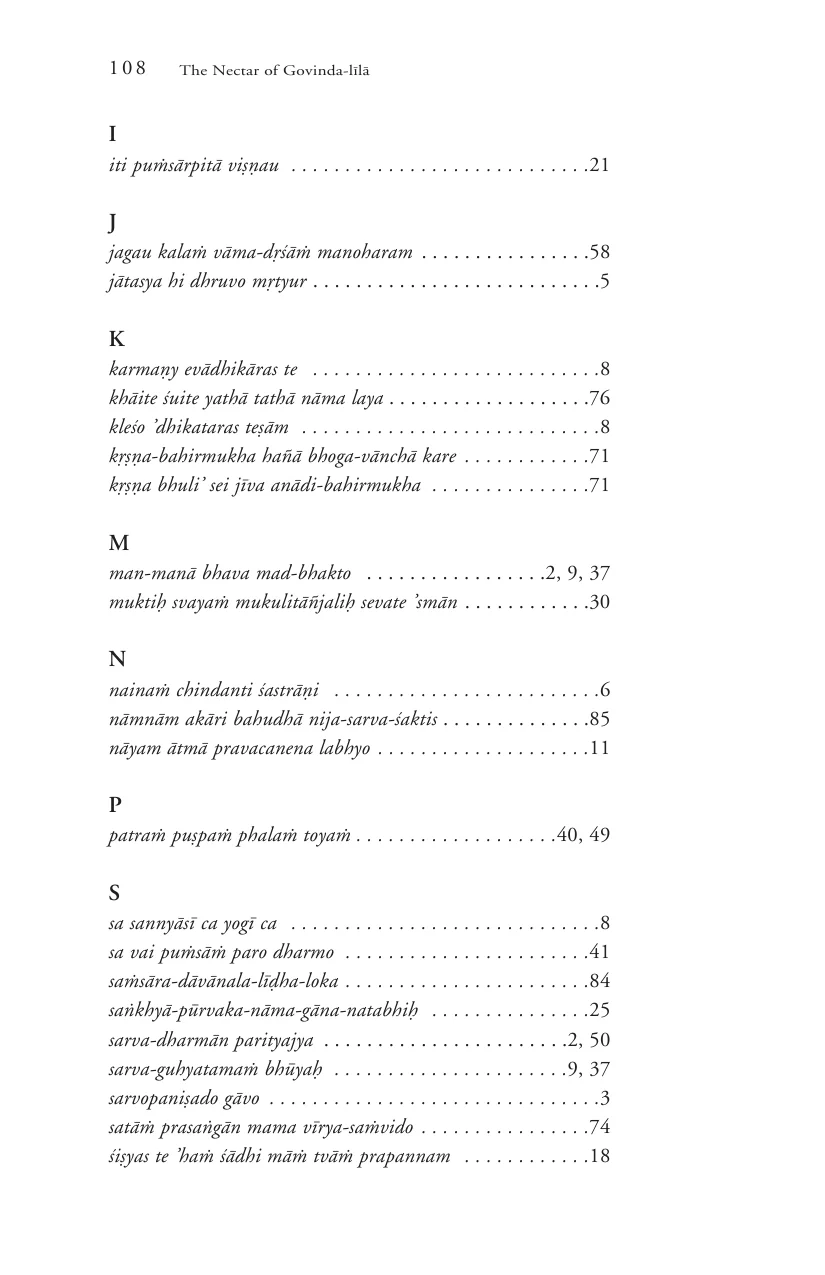 108 The Nectar of Govinda-līlā
I
iti puṁsārpitā viṣṇau . . . . . . . . . . . . . . . . . . . . . . . . . . . .21
J
jagau kalaṁ vāma-dṛśāṁ manoharam . . . . . . . . . . . . . . . .58
jātasya hi dhruvo mṛtyur . . . . . . . . . . . . . . . . . . . . . . . . . . .5
K
karmaṇy evādhikāras te . . . . . . . . . . . . . . . . . . . . . . . . . . .8
khāite śuite yathā tathā nāma laya . . . . . . . . . . . . . . . . . . .76
kleśo ’dhikataras teṣām . . . . . . . . . . . . . . . . . . . . . . . . . . . .8
kṛṣṇa-bahirmukha hañā bhoga-vānchā kare . . . . . . . . . . . .71
kṛṣṇa bhuli’ sei jīva anādi-bahirmukha . . . . . . . . . . . . . . .71
M
man-manā bhava mad-bhakto . . . . . . . . . . . . . . . . .2, 9, 37
muktiḥ svayaṁ mukulitāñjaliḥ sevate ’smān . . . . . . . . . . . .30
N
nainaṁ chindanti śastrāṇi . . . . . . . . . . . . . . . . . . . . . . . . .6
nāmnām akāri bahudhā nija-sarva-śaktis . . . . . . . . . . . . . .85
nāyam ātmā pravacanena labhyo . . . . . . . . . . . . . . . . . . . .11
P
patraṁ puṣpaṁ phalaṁ toyaṁ . . . . . . . . . . . . . . . . . . .40, 49
S
sa sannyāsī ca yogī ca . . . . . . . . . . . . . . . . . . . . . . . . . . . . .8
sa vai puṁsāṁ paro dharmo . . . . . . . . . . . . . . . . . . . . . . .41
saṁsāra-dāvānala-līḍha-loka . . . . . . . . . . . . . . . . . . . . . . .84
saṅkhyā-pūrvaka-nāma-gāna-natabhiḥ . . . . . . . . . . . . . . .25
sarva-dharmān parityajya . . . . . . . . . . . . . . . . . . . . . . .2, 50
sarva-guhyatamaṁ bhūyaḥ . . . . . . . . . . . . . . . . . . . . . .9, 37
sarvopaniṣado gāvo . . . . . . . . . . . . . . . . . . . . . . . . . . . . . . .3
satāṁ prasaṅgān mama vīrya-saṁvido . . . . . . . . . . . . . . . .74
śiṣyas te ’haṁ śādhi māṁ tvāṁ prapannam . . . . . . . . . . . .18